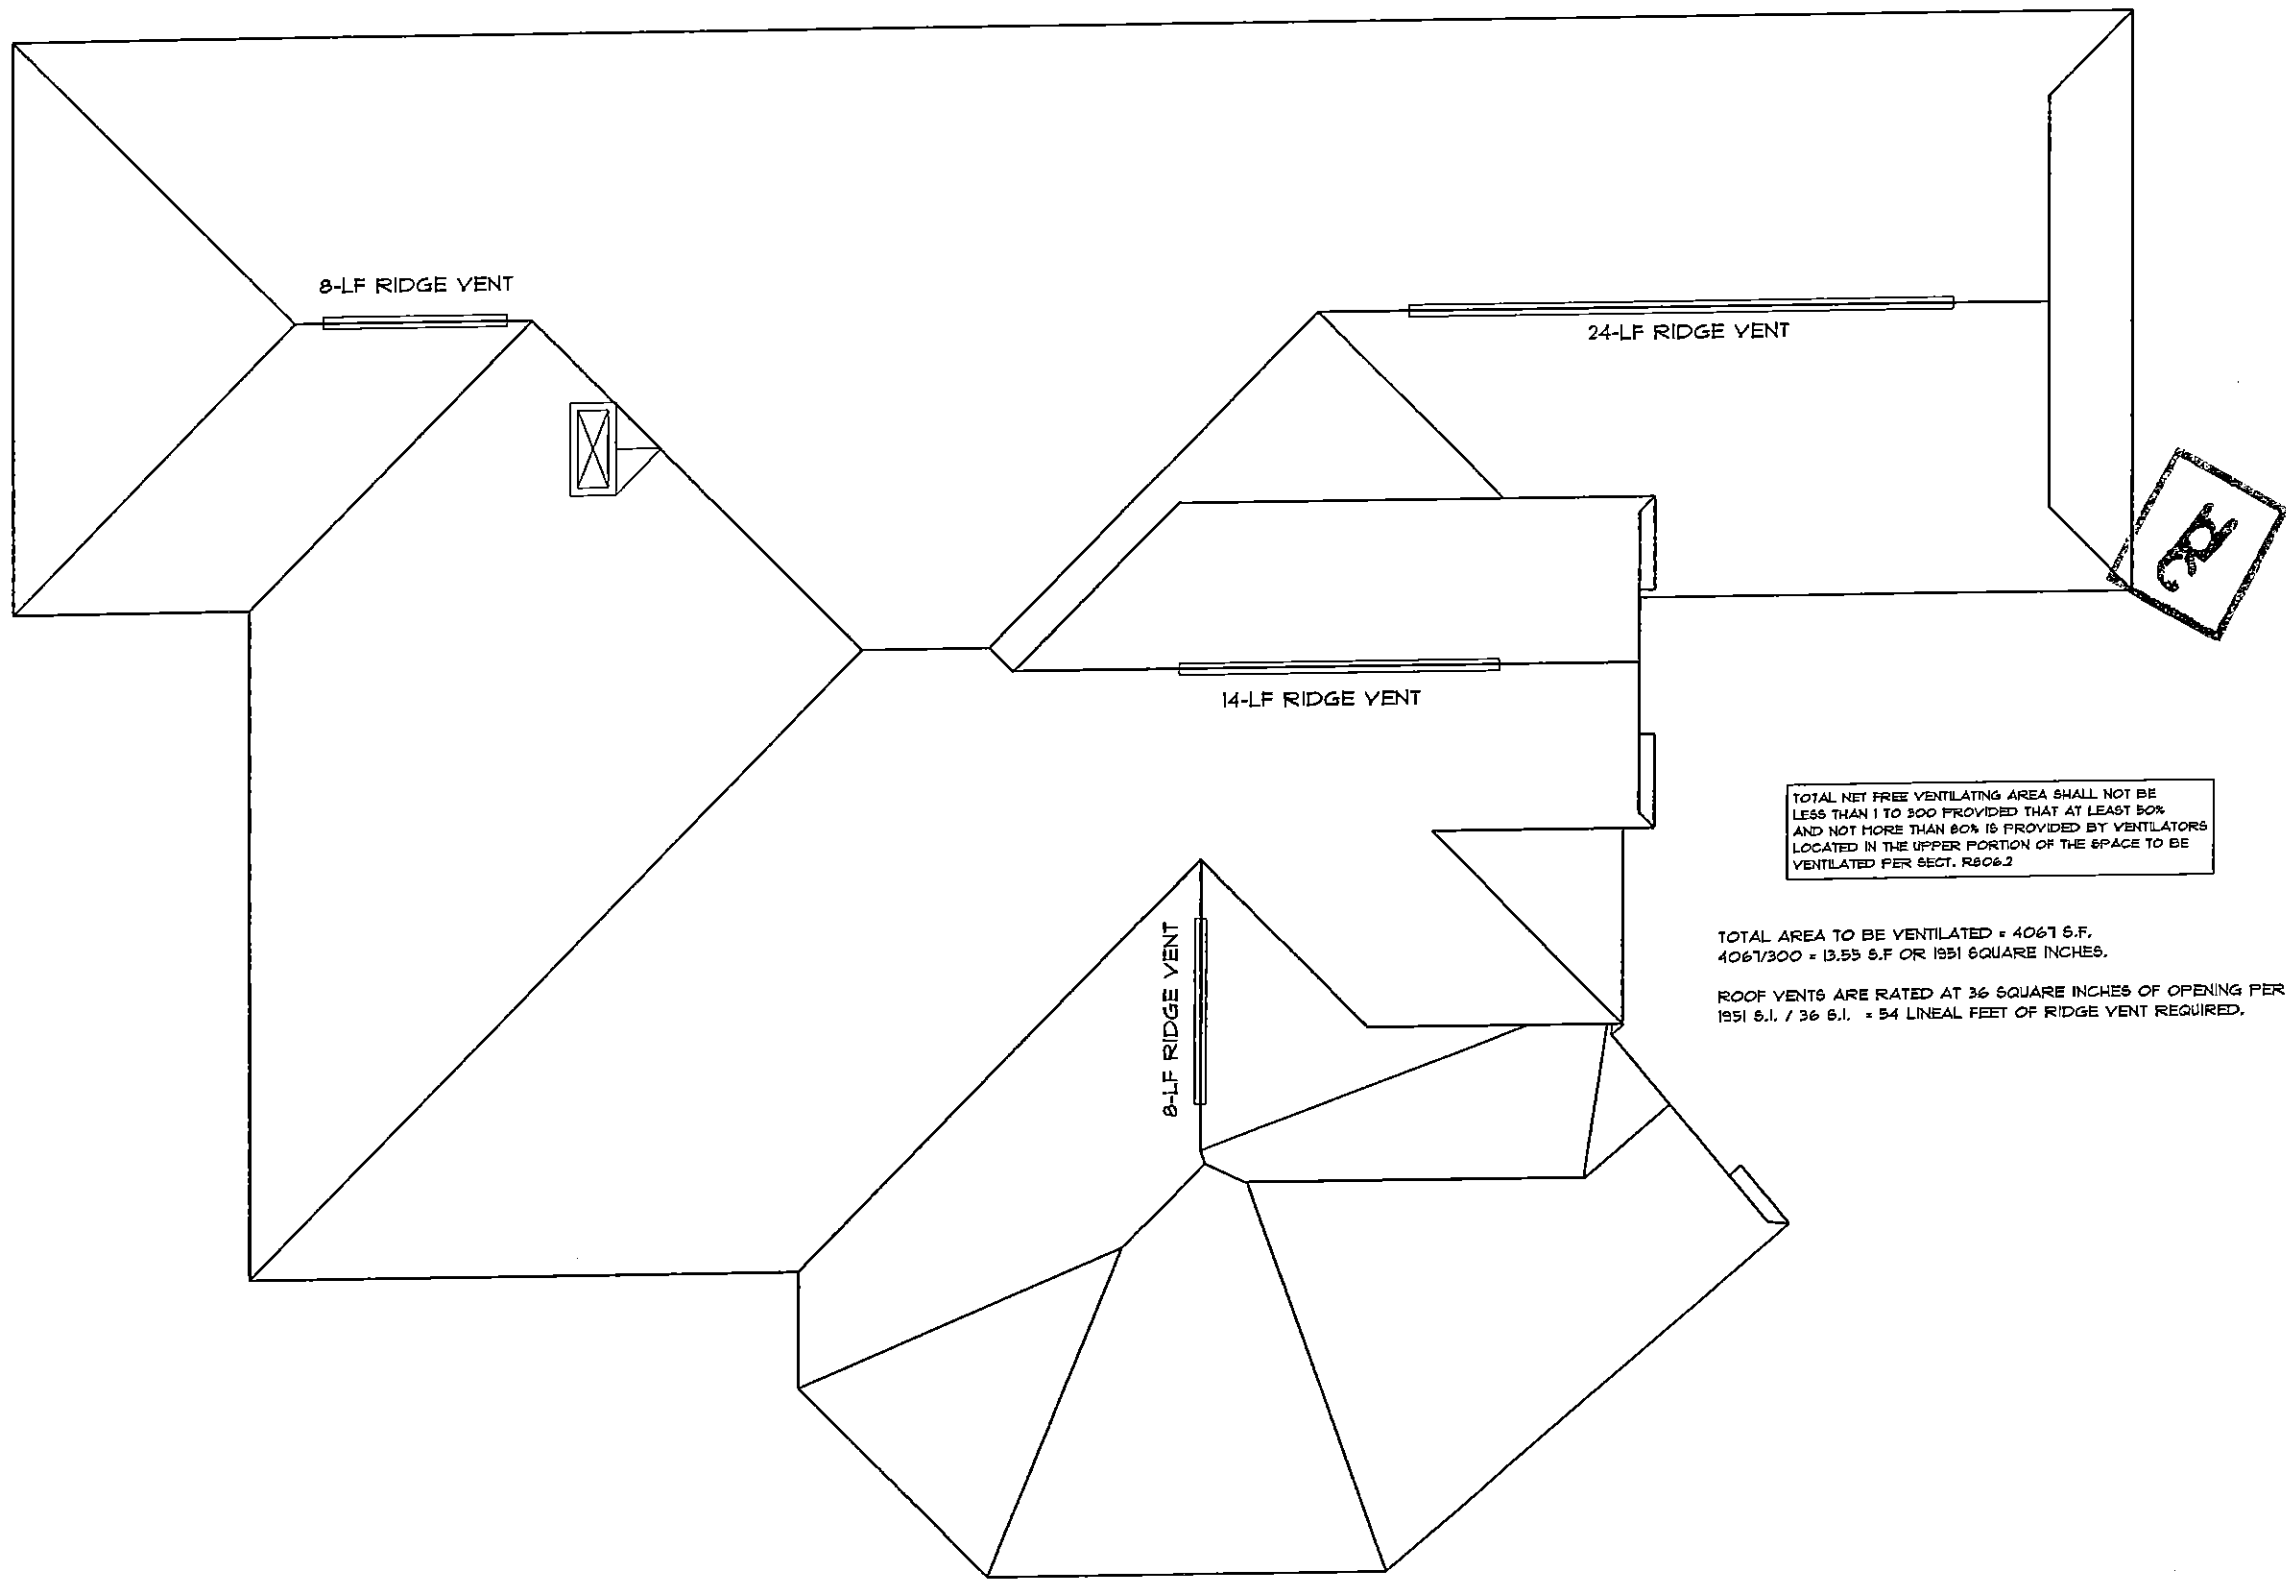 8-LF RIDGE VENT
24-LF RIDGE VENT
14-LF RIDGE VENT
8-LF RIDGE VENT
TOTAL NET FREE VENTILATING AREA SHALL NOT BE
LESS THAN 1 TO 300 PROVIDED THAT AT LEAST 50%
AND NOT MORE THAN 80% IS PROVIDED BY VENTILATORS
LOCATED IN THE UPPER PORTION OF THE SPACE TO BE
VENTILATED PER SECT. R806.2
TOTAL AREA TO BE VENTILATED = 4067 S.F.
4067/300 = 13.55 S.F OR 1951 SQUARE INCHES.
ROOF VENTS ARE RATED AT 36 SQUARE INCHES OF OPENING PER
1951 S.I. / 36 S.I. = 54 LINEAL FEET OF RIDGE VENT REQUIRED.